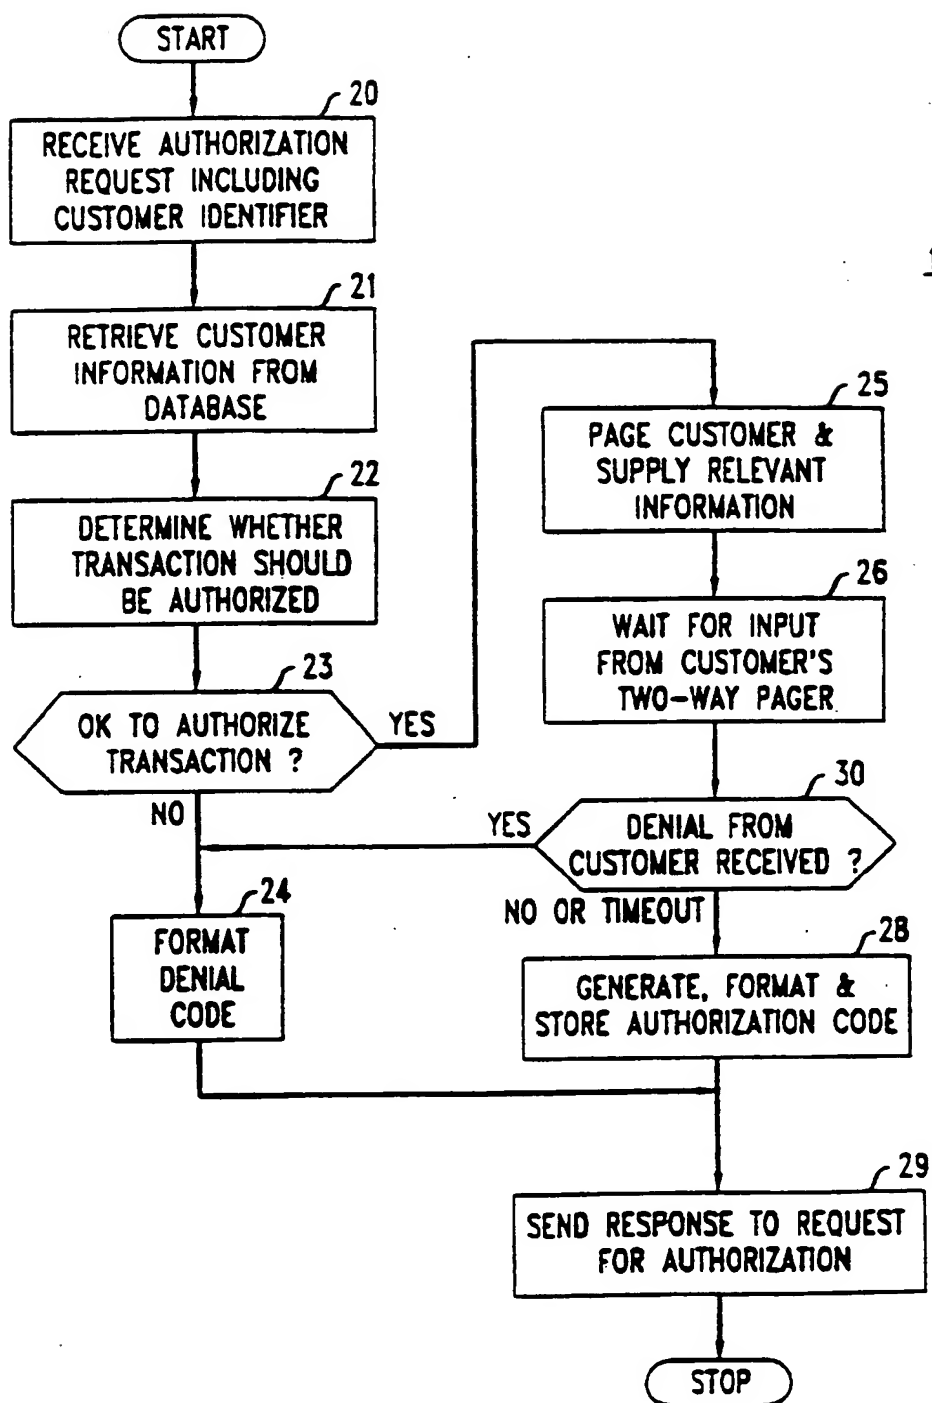 START
20
RECEIVE AUTHORIZATION
REQUEST INCLUDING
CUSTOMER IDENTIFIER
21
RETRIEVE CUSTOMER
INFORMATION FROM
DATABASE
22
DETERMINE WHETHER
TRANSACTION SHOULD
BE AUTHORIZED
23
OK TO AUTHORIZE
TRANSACTION ?
YES
NO
24
FORMAT
DENIAL
CODE
25
PAGE CUSTOMER &
SUPPLY RELEVANT
INFORMATION
26
WAIT FOR INPUT
FROM CUSTOMER'S
TWO-WAY PAGER
30
DENIAL FROM
CUSTOMER RECEIVED ?
YES
NO OR TIMEOUT
28
GENERATE, FORMAT &
STORE AUTHORIZATION CODE
29
SEND RESPONSE TO REQUEST
FOR AUTHORIZATION
STOP